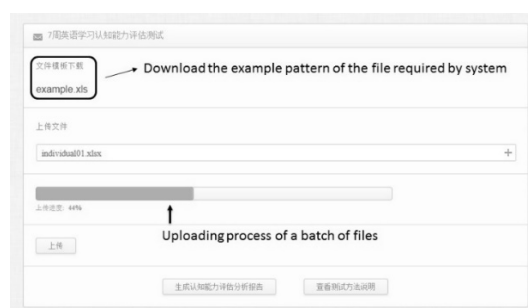 7周英语学习认知能力评估测试
文件模板下载
Download the example pattern of the file required by system
example.xls
上传文件
individual01.xlsx
上传进度: 44%
Uploading process of a batch of files
上传
生成认知能力评估分析报告
查看测试方法说明